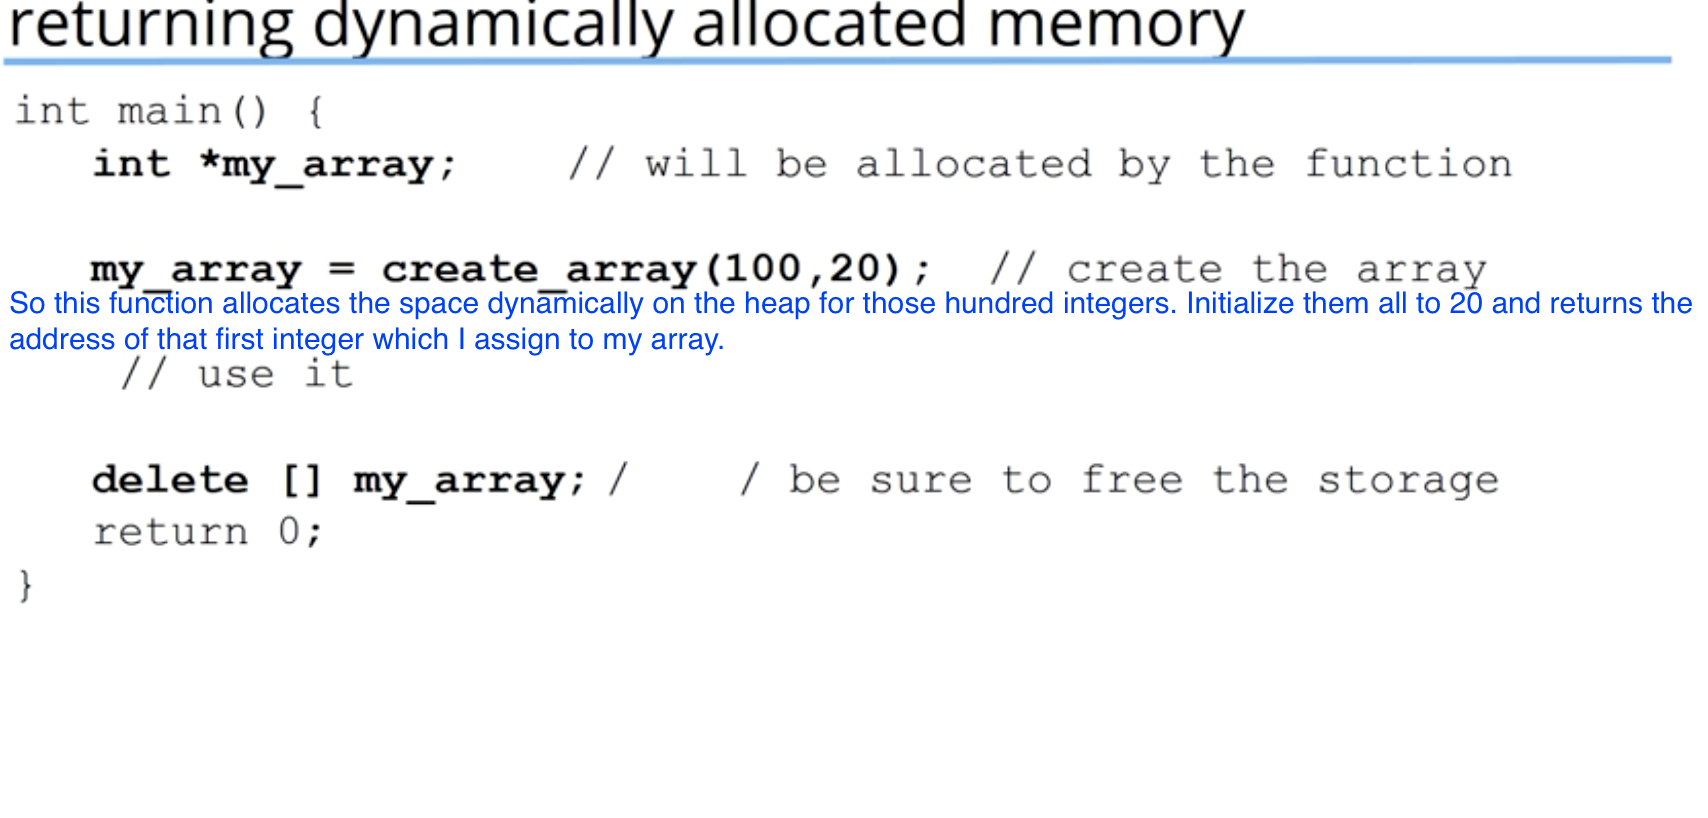 returning dynamically allocated memory
int main() {
int *my_array; // will be allocated by the function
my_array = create_array(100,20); // create the array
So this function allocates the space dynamically on the heap for those hundred integers. Initialize them all to 20 and returns the
address of that first integer which I assign to my array.
// use it
delete [] my_array; / / be sure to free the storage
return 0;
}